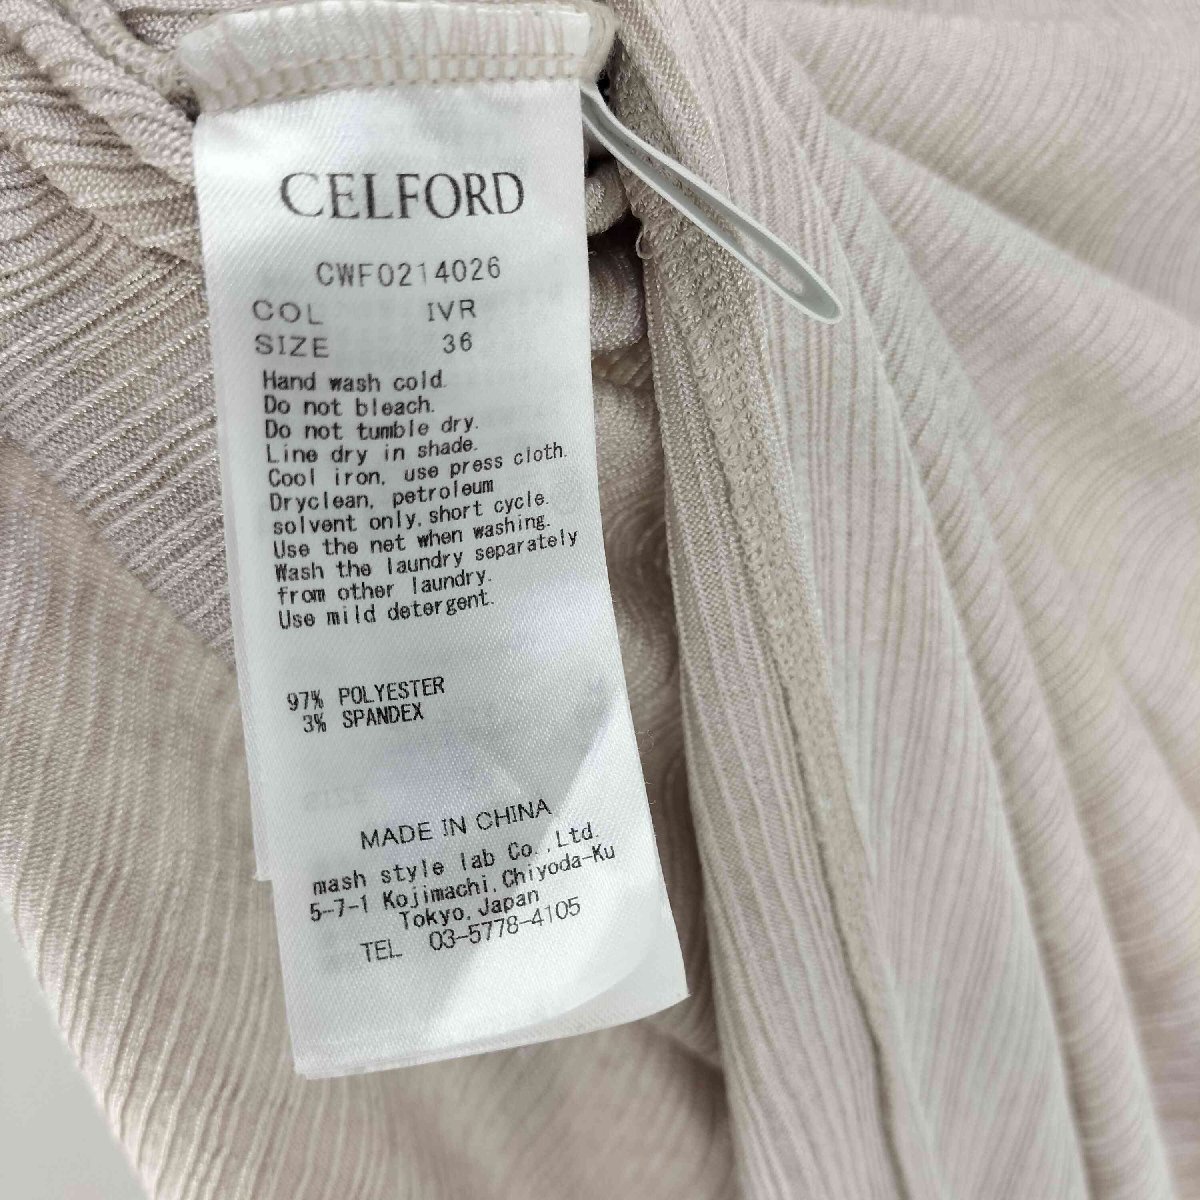 CELFORD
CWF0214026
COL IVR
SIZE 36
Hand wash cold.
Do not bleach.
Do not tumble dry.
Line dry in shade.
Cool iron, use press cloth.
Dryclean, petroleum
solvent only, short cycle.
Use the net when washing.
Wash the laundry separately
from other laundry.
Use mild detergent.
97% POLYESTER
3% SPANDEX
MADE IN CHINA
mash style lab Co.,Ltd.
5-7-1 Kojimachi, Chiyoda-Ku
Tokyo, Japan
TEL 03-5778-4105